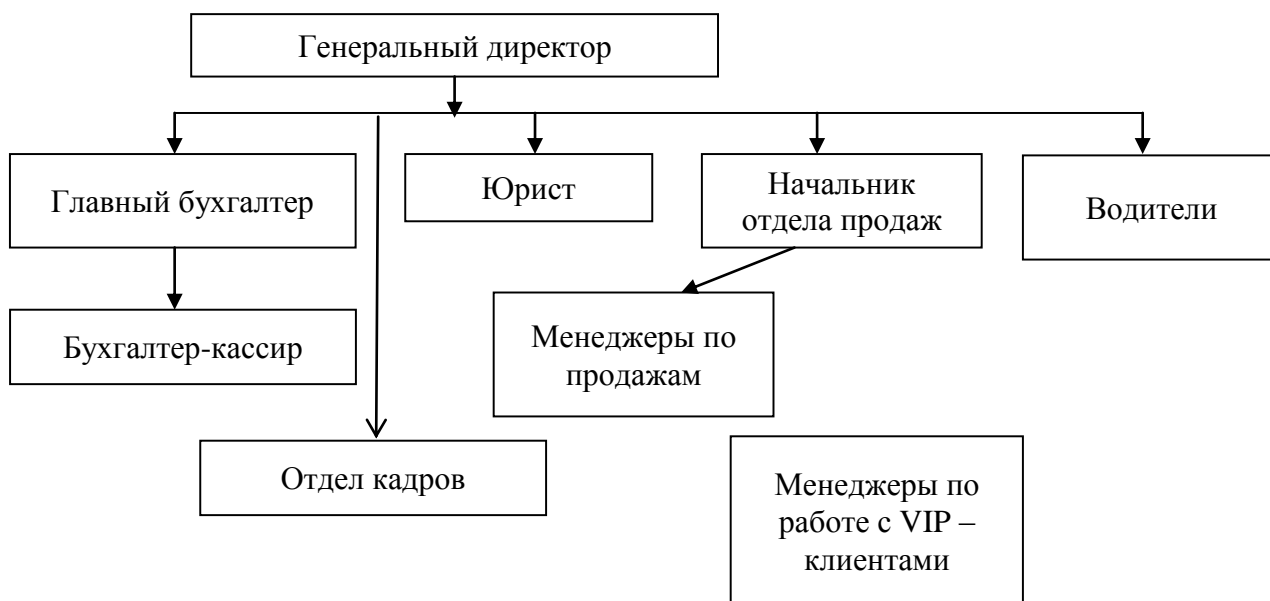 Генеральный директор
Главный бухгалтер
Юрист
Начальник
отдела продаж
Водители
Бухгалтер-кассир
Менеджеры по
продажам
Отдел кадров
Менеджеры по
работе с VIP –
клиентами